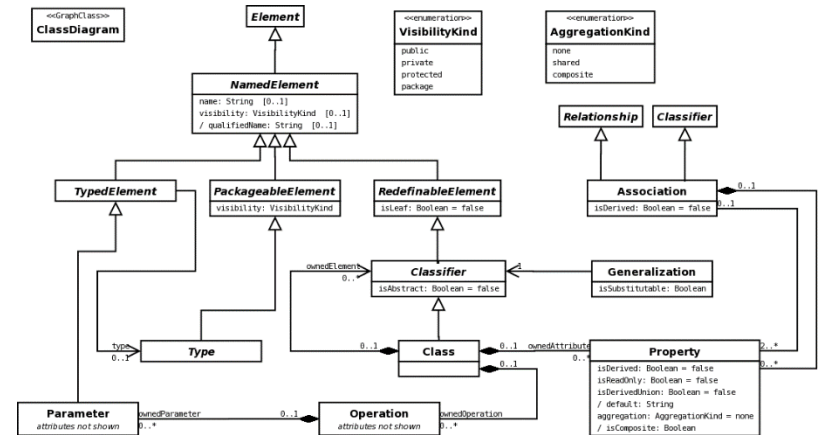 <<GraphClass>>
ClassDiagram
Element
<<enumeration>>
VisibilityKind
public
private
protected
package
<<enumeration>>
AggregationKind
none
shared
composite
NamedElement
name: String [0..1]
visibility: VisibilityKind [0..1]
/ qualifiedName: String [0..1]
Relationship
Classifier
TypedElement
PackageableElement
visibility: VisibilityKind
RedefinableElement
isLeaf: Boolean = false
Association
isDerived: Boolean = false
0..1
0..1
ownedElement
0..*
Classifier
isAbstract: Boolean = false
1
Generalization
isSubstitutable: Boolean
type
0..1
Type
0..1
Class
0..1
ownedAttribute
0..*
0..1
Property
isDerived: Boolean = false
isReadOnly: Boolean = false
isDerivedUnion: Boolean = false
/ default: String
aggregation: AggregationKind = none
/ isComposite: Boolean
2..*
0..*
Parameter
attributes not shown
ownedParameter
0..*
0..1
Operation
attributes not shown
ownedOperation
0..*